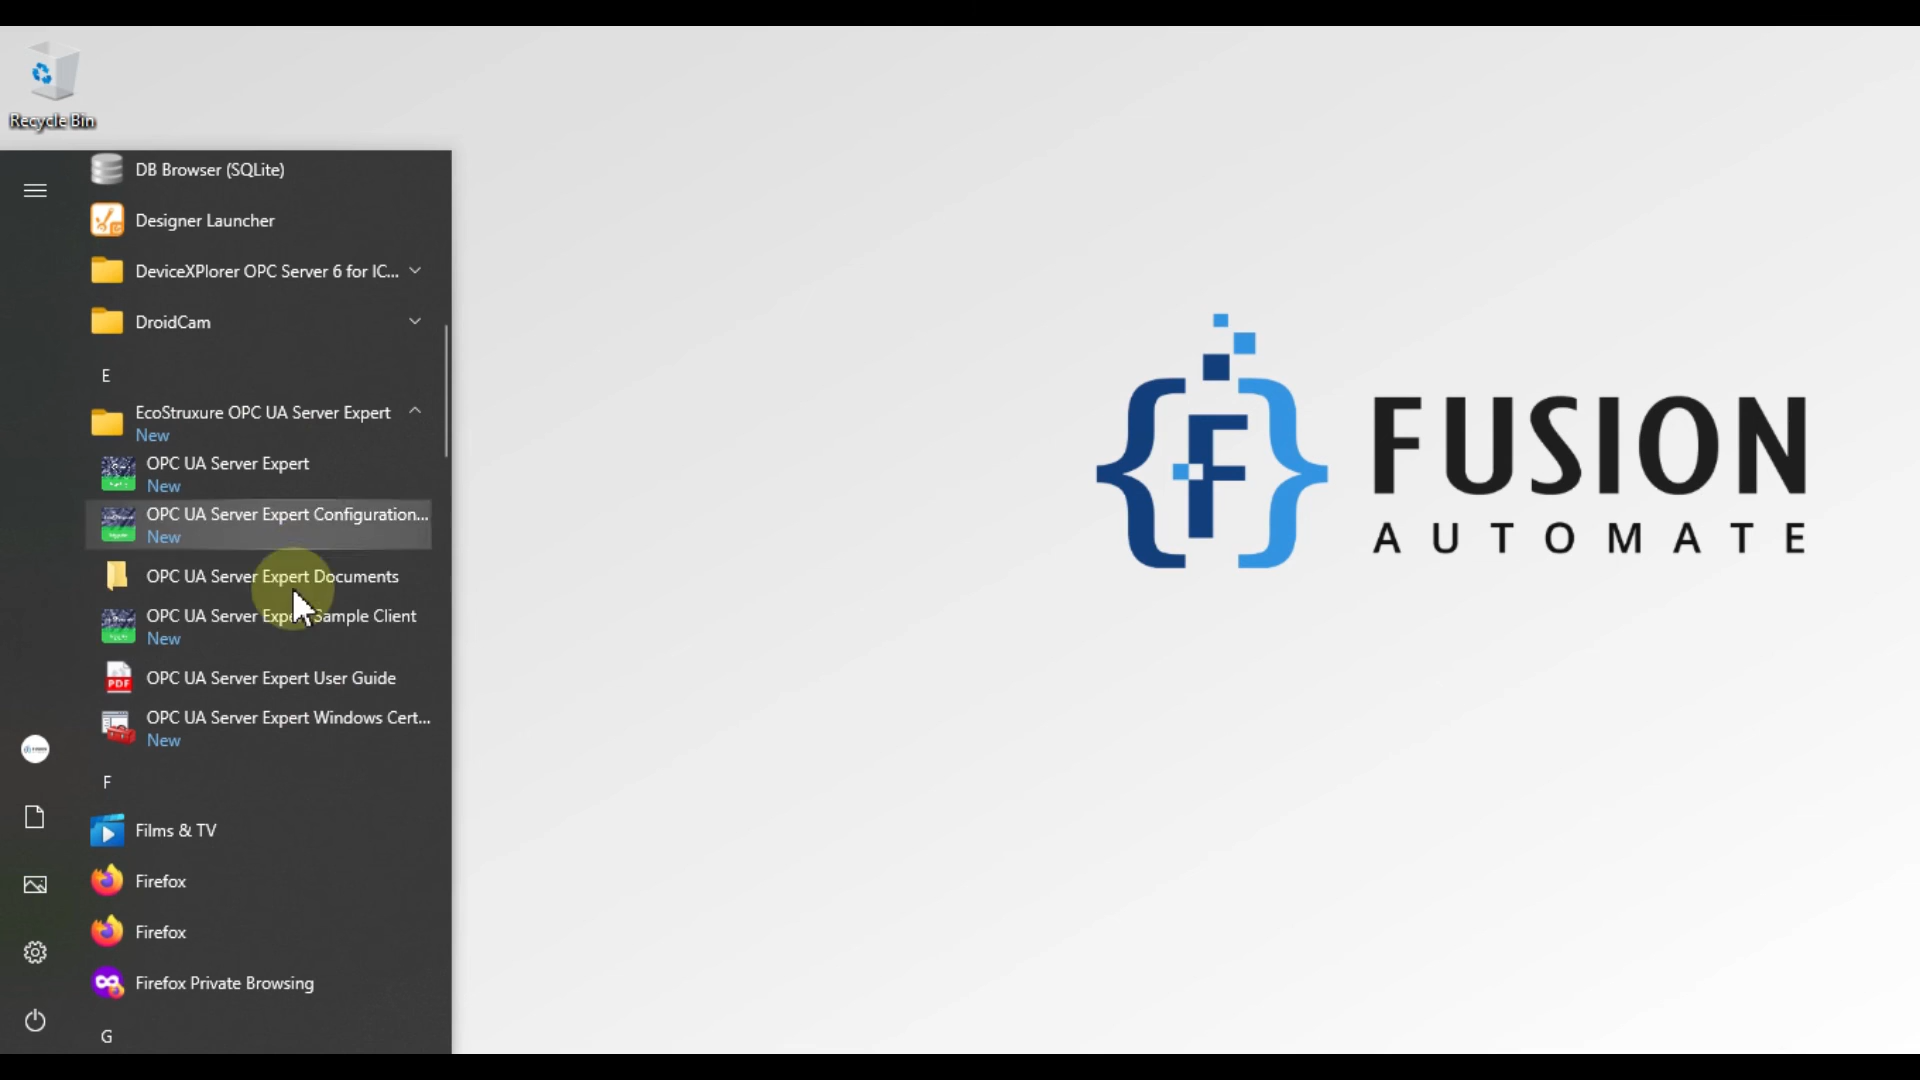 Recycle Bin
DB Browser (SQLite)
Designer Launcher
DeviceXPlorer OPC Server 6 for IC...
DroidCam
E
EcoStruxure OPC UA Server Expert
New
OPC UA Server Expert
New
OPC UA Server Expert Configuration...
New
OPC UA Server Expert Documents
OPC UA Server Expert Sample Client
New
PDF
OPC UA Server Expert User Guide
OPC UA Server Expert Windows Cert...
New
F
Films & TV
Firefox
Firefox
Firefox Private Browsing
G
{F}
FUSION
AUTOMATE